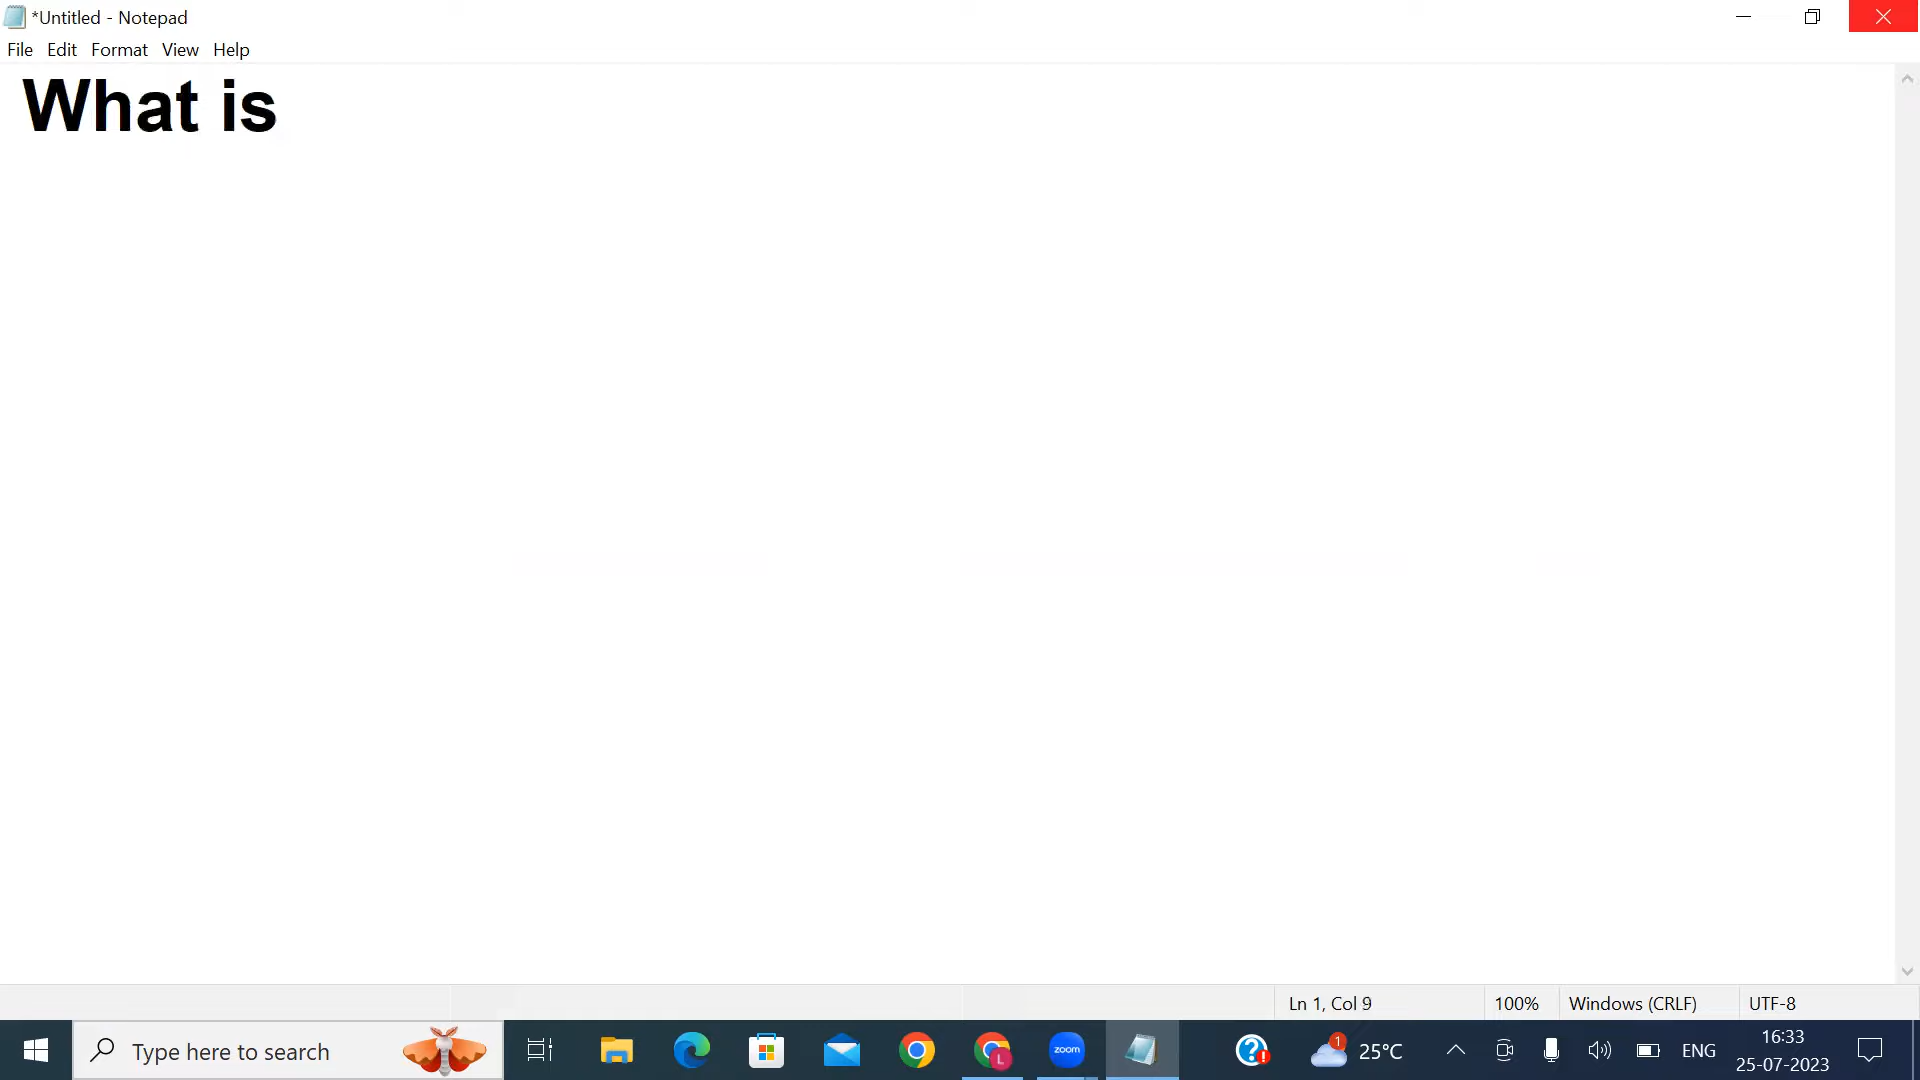 *Untitled - Notepad
File Edit Format View Help
What is
Ln 1, Col 9 100% Windows (CRLF) UTF-8
Type here to search zoom L 1 25°C ENG 16:33
25-07-2023